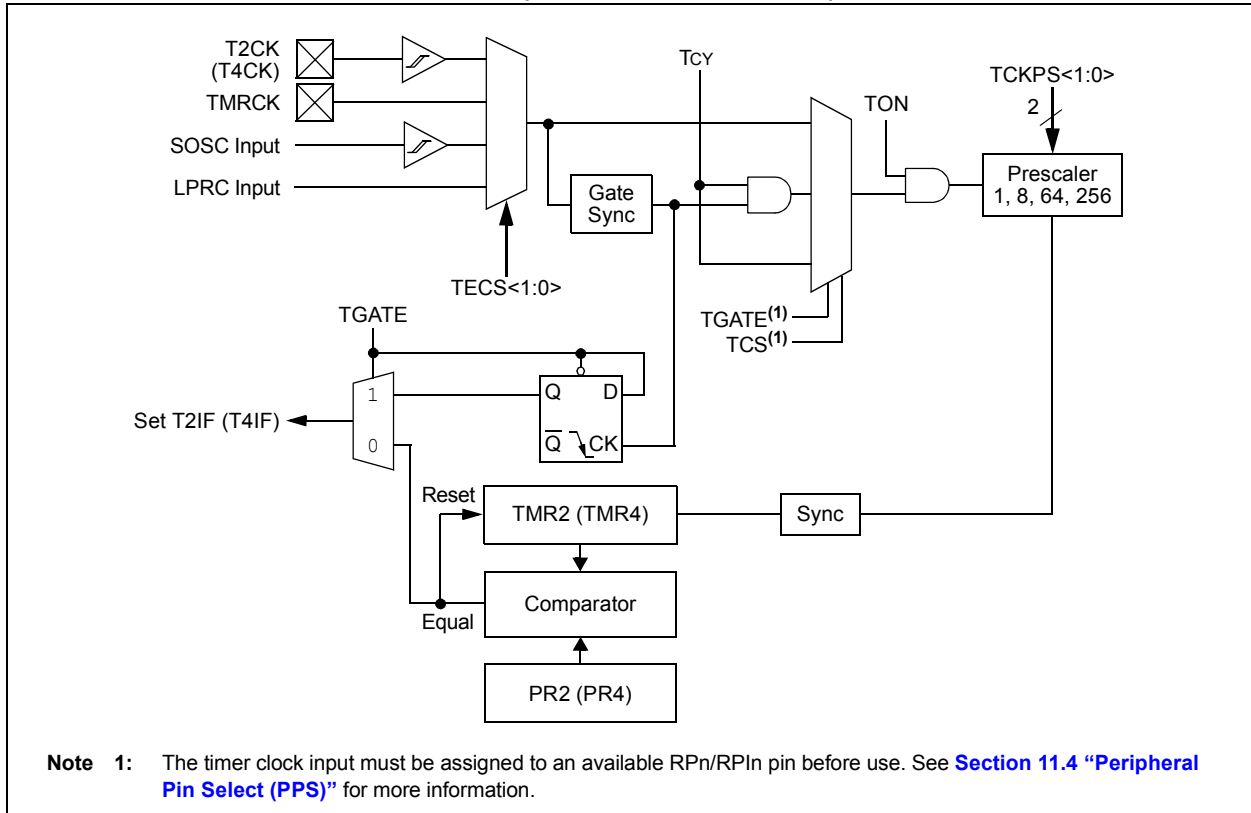 T2CK
(T4CK)
TMRCK
SOSC Input
LPRC Input
TECS<1:0>
Gate
Sync
TCY
TGATE(1)
TCS(1)
TON
TCKPS<1:0>
2
Prescaler
1, 8, 64, 256
TGATE
1
0
Set T2IF (T4IF)
Q D
Q CK
Reset
TMR2 (TMR4)
Sync
Comparator
Equal
PR2 (PR4)
Note 1: The timer clock input must be assigned to an available RPn/RPIn pin before use. See Section 11.4 “Peripheral
Pin Select (PPS)” for more information.